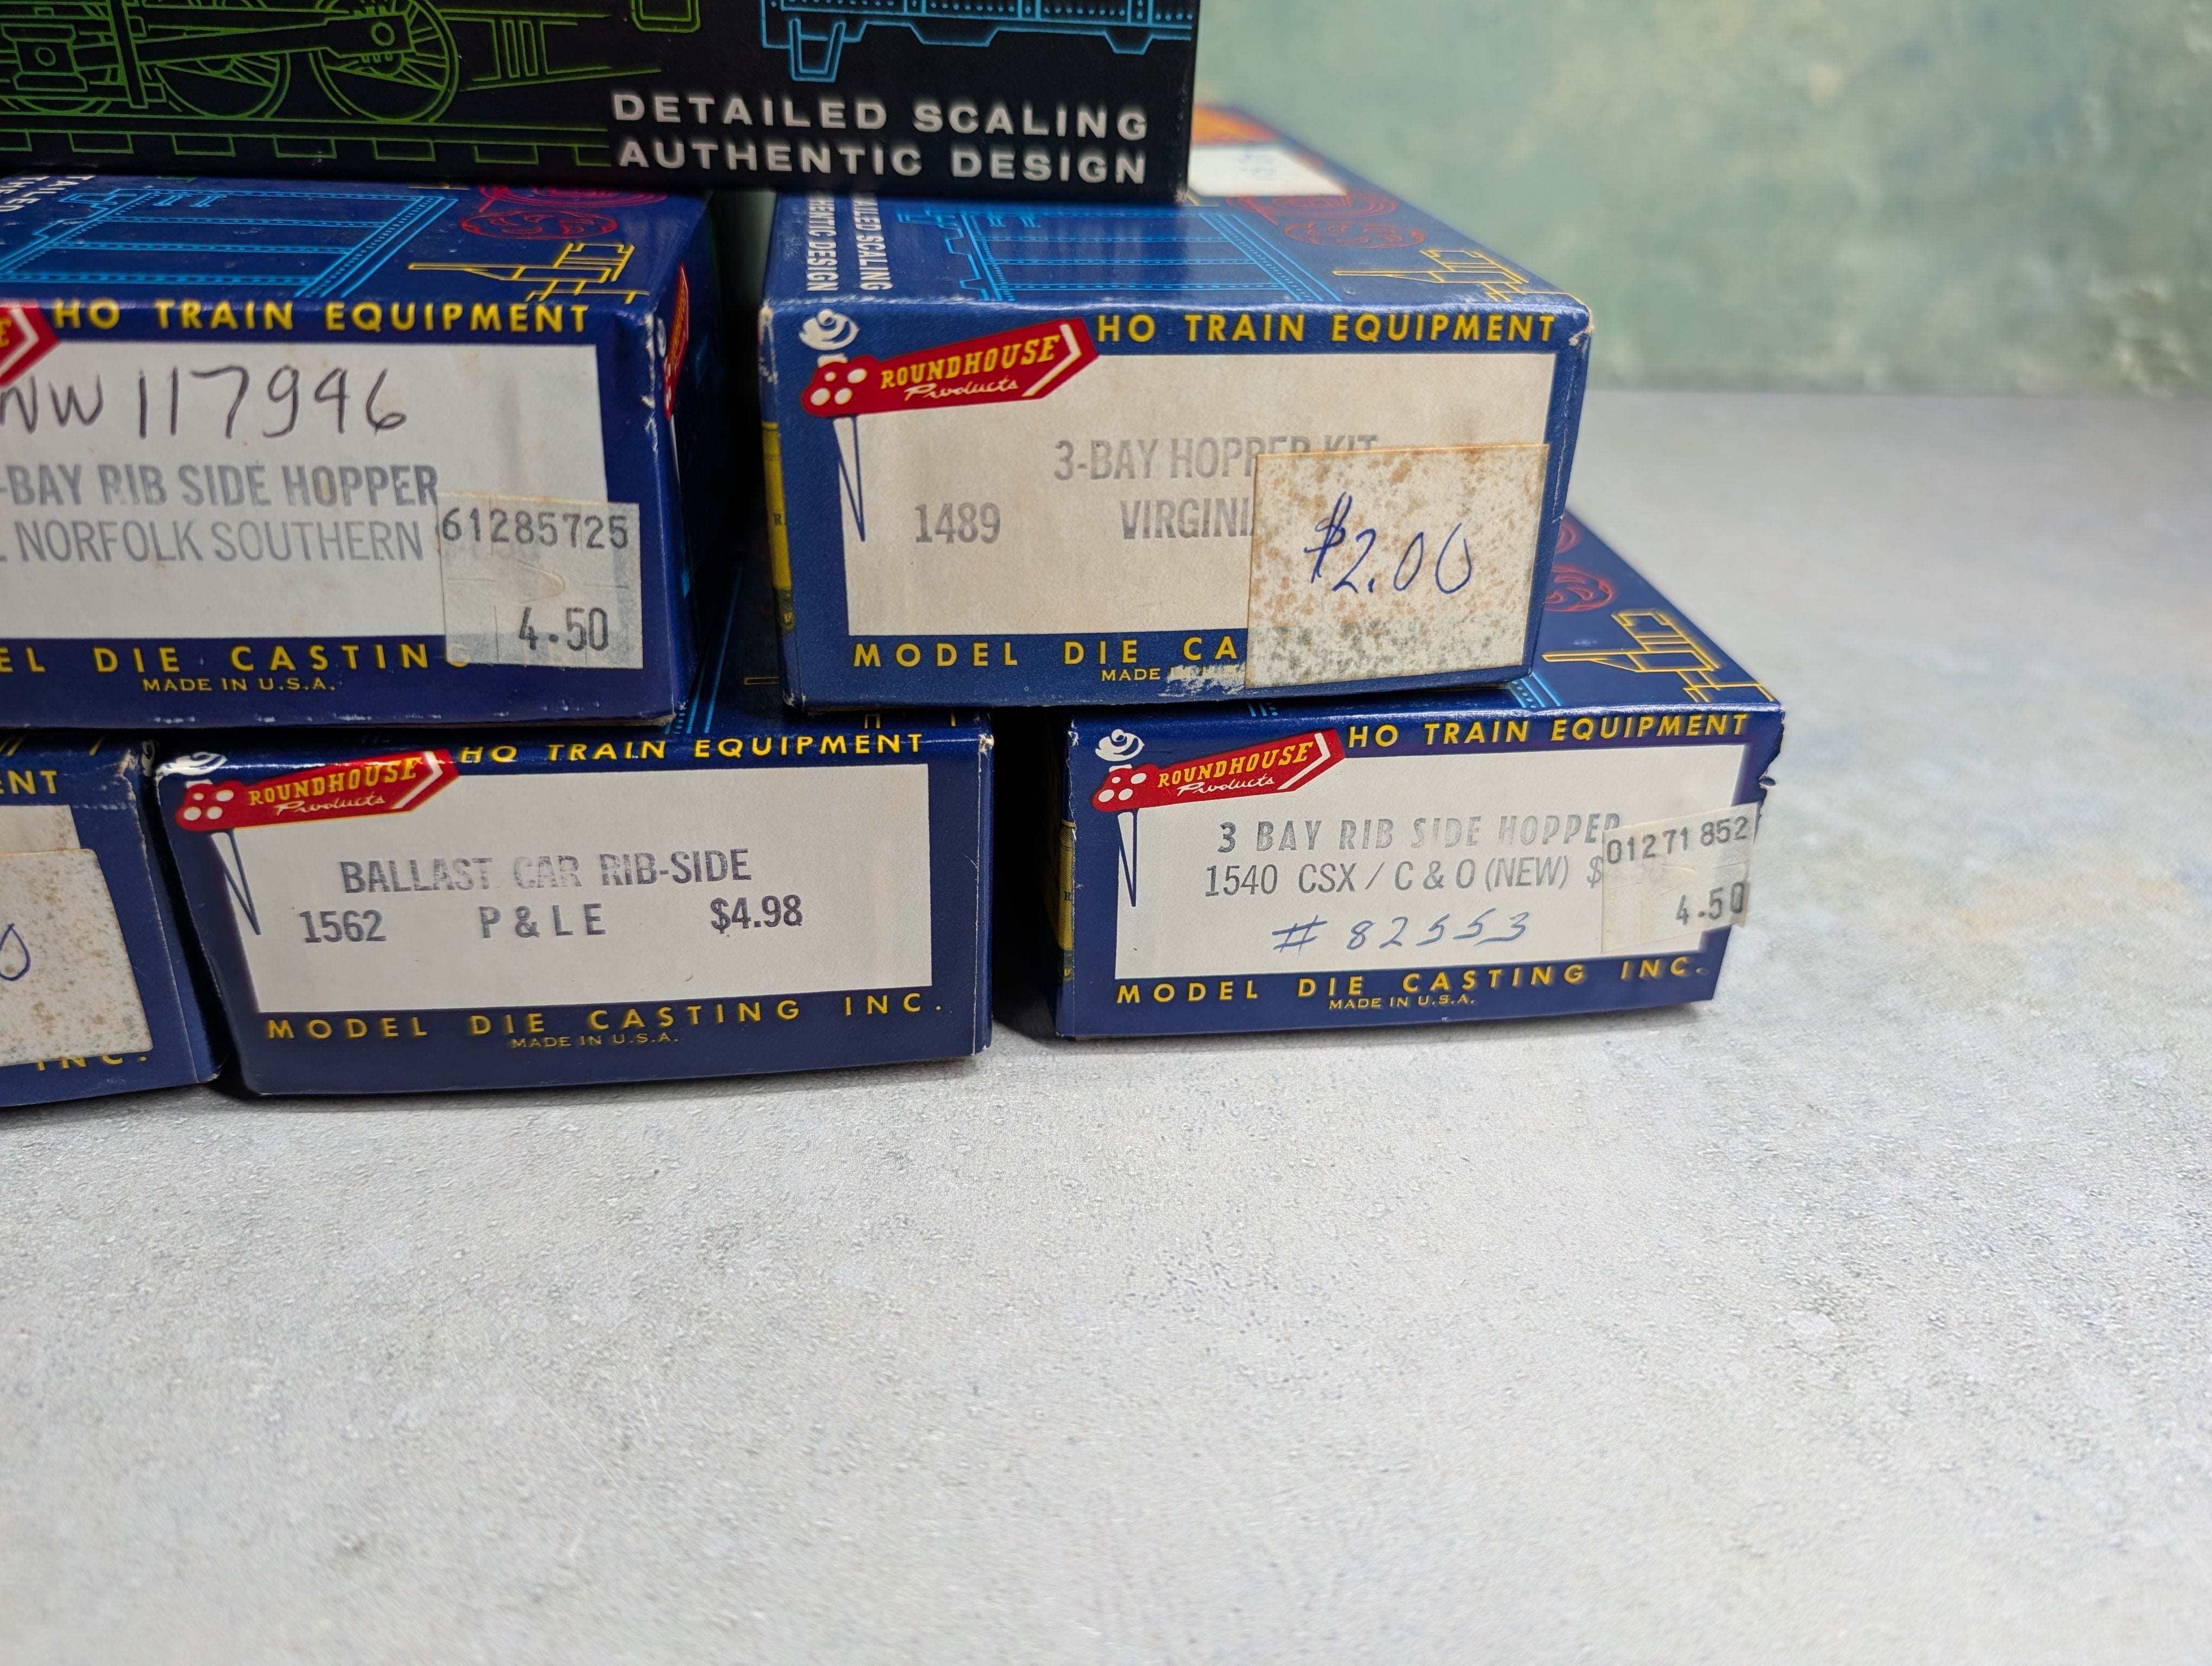 DETAILED SCALING
AUTHENTIC DESIGN
HO TRAIN EQUIPMENT
NW 117946
-BAY RIB SIDE HOPPER
NORFOLK SOUTHERN
61285725
4.50
DIE CASTIN
MADE IN U.S.A.
DETAILED SCALING
AUTHENTIC DESIGN
HO TRAIN EQUIPMENT
ROUNDHOUSE
Products
3-BAY HOPPER KIT
1489 VIRGINI
$2.00
MODEL DIE CA
MADE
HO TRAIN EQUIPMENT
ROUNDHOUSE
Products
BALLAST CAR RIB-SIDE
1562 P & L E $4.98
MODEL DIE CASTING INC.
MADE IN U.S.A.
HO TRAIN EQUIPMENT
ROUNDHOUSE
Products
3 BAY RIB SIDE HOPPER
1540 CSX / C & O (NEW) $
# 82553
01271852
4.50
MODEL DIE CASTING INC.
MADE IN U.S.A.
ENT
INC.